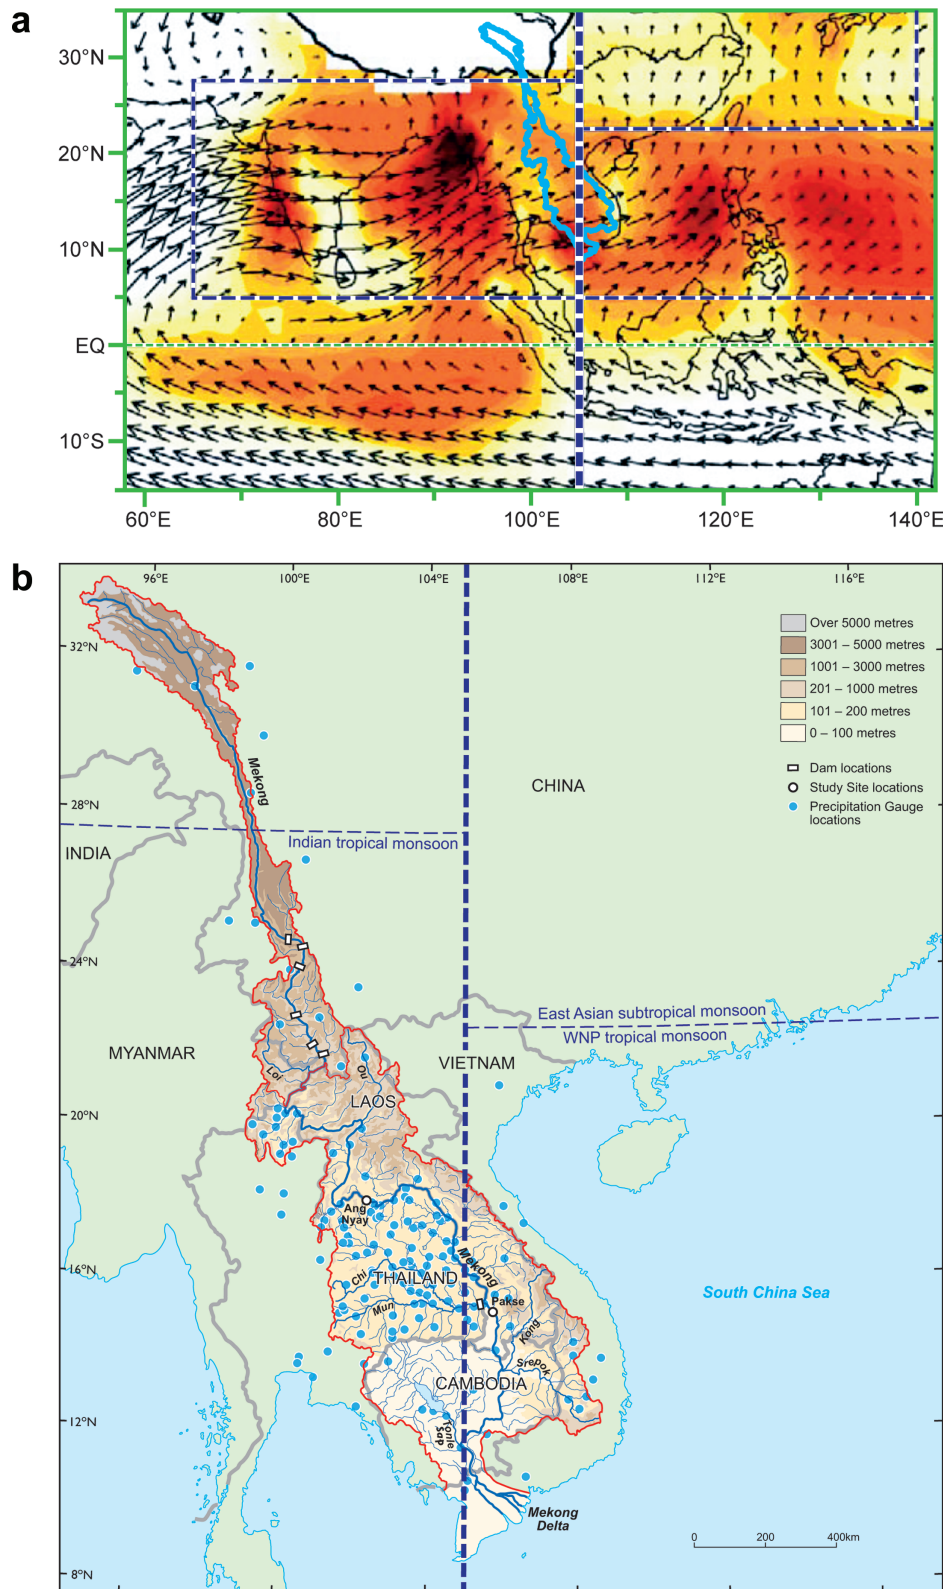 a
30°N
20°N
10°N
EQ
10°S
60°E
80°E
100°E
120°E
140°E
b
96°E
100°E
104°E
108°E
112°E
116°E
Over 5000 metres
3001 – 5000 metres
1001 – 3000 metres
201 – 1000 metres
101 – 200 metres
0 – 100 metres
Dam locations
Study Site locations
Precipitation Gauge
locations
32°N
28°N
24°N
20°N
16°N
12°N
8°N
Mekong
CHINA
Indian tropical monsoon
INDIA
East Asian subtropical monsoon
WNP tropical monsoon
MYANMAR
VIETNAM
Loi
Ou
LAOS
Ang
Nyay
Mekong
Chi
THAILAND
Mun
Pakse
Kong
Srepok
CAMBODIA
Tonle
Sap
South China Sea
Mekong
Delta
0
200
400km